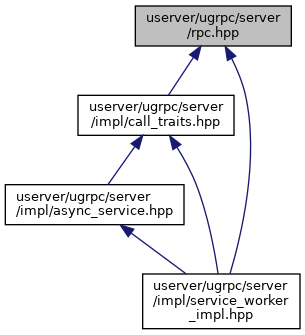 userver/ugrpc/server
/rpc.hpp
userver/ugrpc/server
/impl/call_traits.hpp
userver/ugrpc/server
/impl/async_service.hpp
userver/ugrpc/server
/impl/service_worker
_impl.hpp